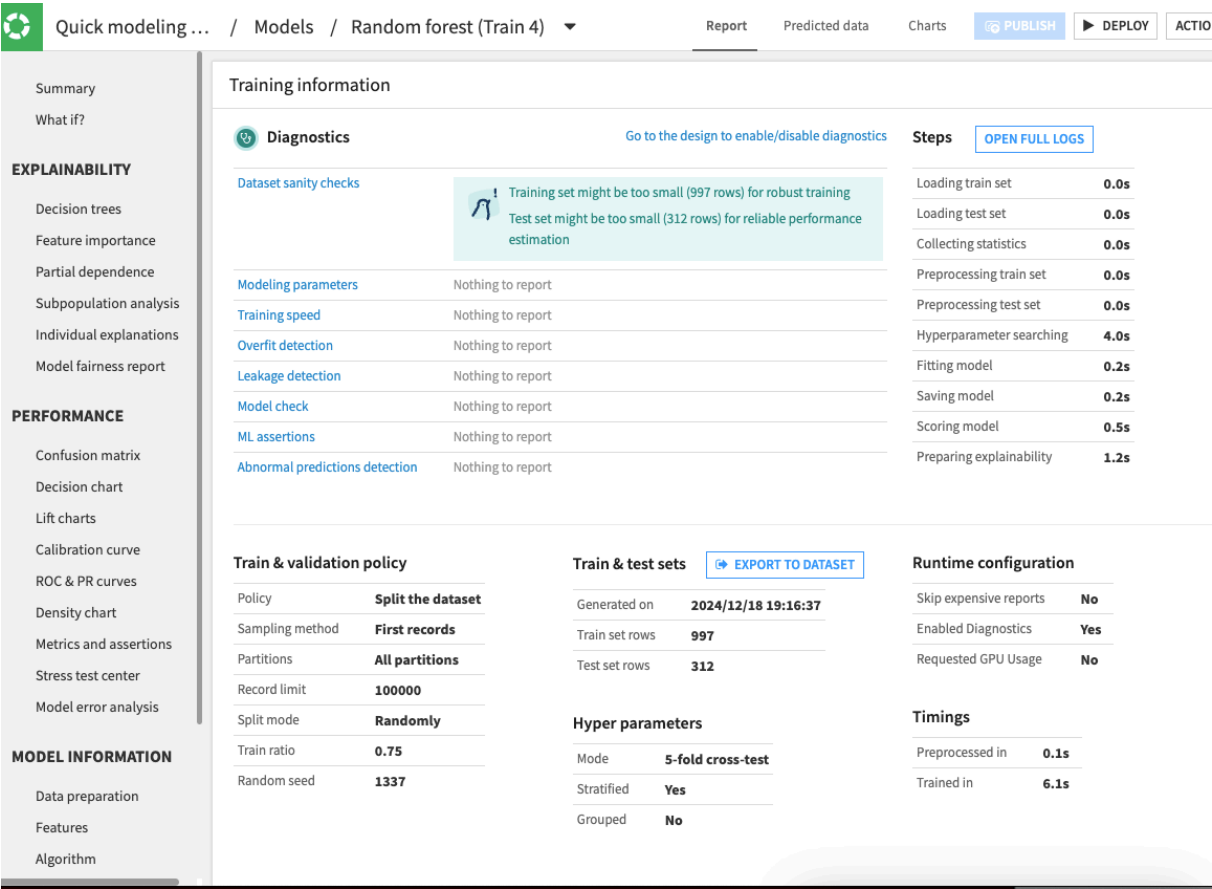 Quick modeling ... / Models / Random forest (Train 4)
Report Predicted data Charts PUBLISH DEPLOY ACTIO
Summary
What if?
EXPLAINABILITY
Decision trees
Feature importance
Partial dependence
Subpopulation analysis
Individual explanations
Model fairness report
PERFORMANCE
Confusion matrix
Decision chart
Lift charts
Calibration curve
ROC & PR curves
Density chart
Metrics and assertions
Stress test center
Model error analysis
MODEL INFORMATION
Data preparation
Features
Algorithm
Training information
Diagnostics
Go to the design to enable/disable diagnostics
Dataset sanity checks
Training set might be too small (997 rows) for robust training
Test set might be too small (312 rows) for reliable performance
estimation
Modeling parameters Nothing to report
Training speed Nothing to report
Overfit detection Nothing to report
Leakage detection Nothing to report
Model check Nothing to report
ML assertions Nothing to report
Abnormal predictions detection Nothing to report
Steps OPEN FULL LOGS
Loading train set 0.0s
Loading test set 0.0s
Collecting statistics 0.0s
Preprocessing train set 0.0s
Preprocessing test set 0.0s
Hyperparameter searching 4.0s
Fitting model 0.2s
Saving model 0.2s
Scoring model 0.5s
Preparing explainability 1.2s
Train & validation policy
Policy Split the dataset
Sampling method First records
Partitions All partitions
Record limit 100000
Split mode Randomly
Train ratio 0.75
Random seed 1337
Train & test sets EXPORT TO DATASET
Generated on 2024/12/18 19:16:37
Train set rows 997
Test set rows 312
Hyper parameters
Mode 5-fold cross-test
Stratified Yes
Grouped No
Runtime configuration
Skip expensive reports No
Enabled Diagnostics Yes
Requested GPU Usage No
Timings
Preprocessed in 0.1s
Trained in 6.1s